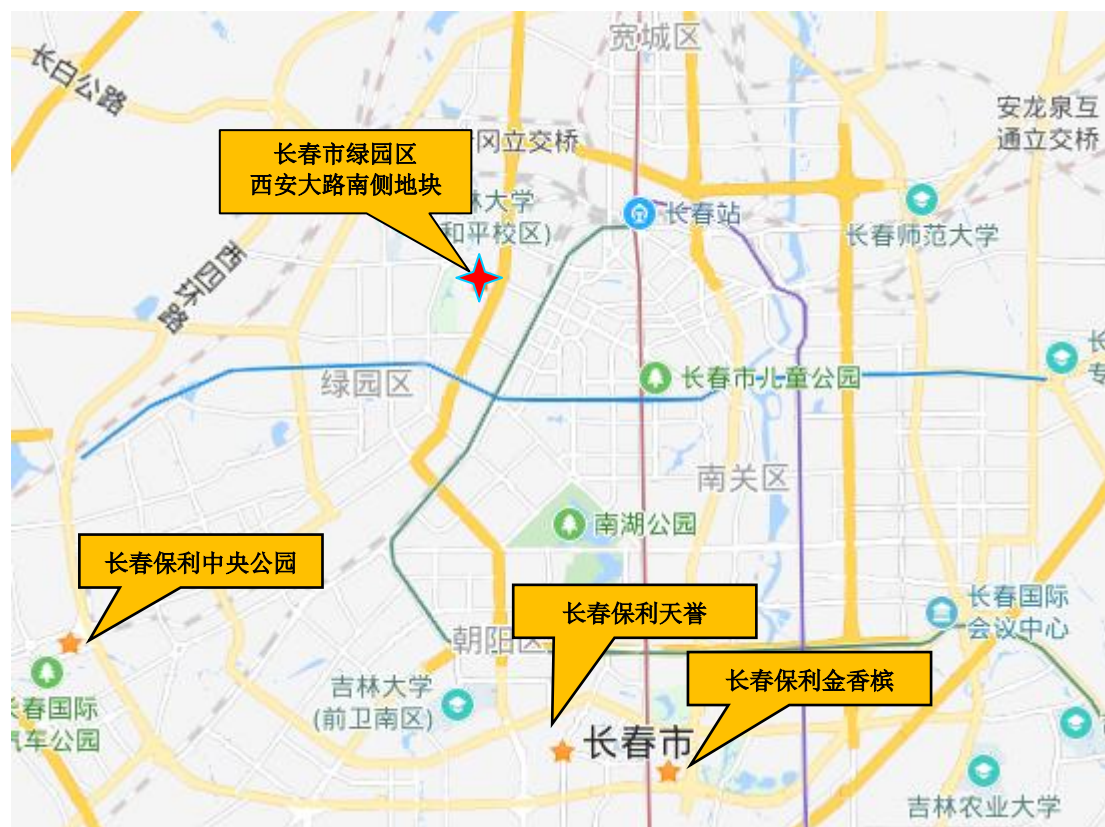 宽城区
长白公路
安龙泉互
通立交桥
冈立交桥
长春市绿园区
西安大路南侧地块
林大学
和平校区)
长春站
长春师范大学
西四环路
长
专
绿园区
长春市儿童公园
南关区
南湖公园
长春保利中央公园
长春保利天誉
长春国际
会议中心
朝阳区
长春保利金香槟
吉林大学
(前卫南区)
春国际
汽车公园
长春市
吉林农业大学